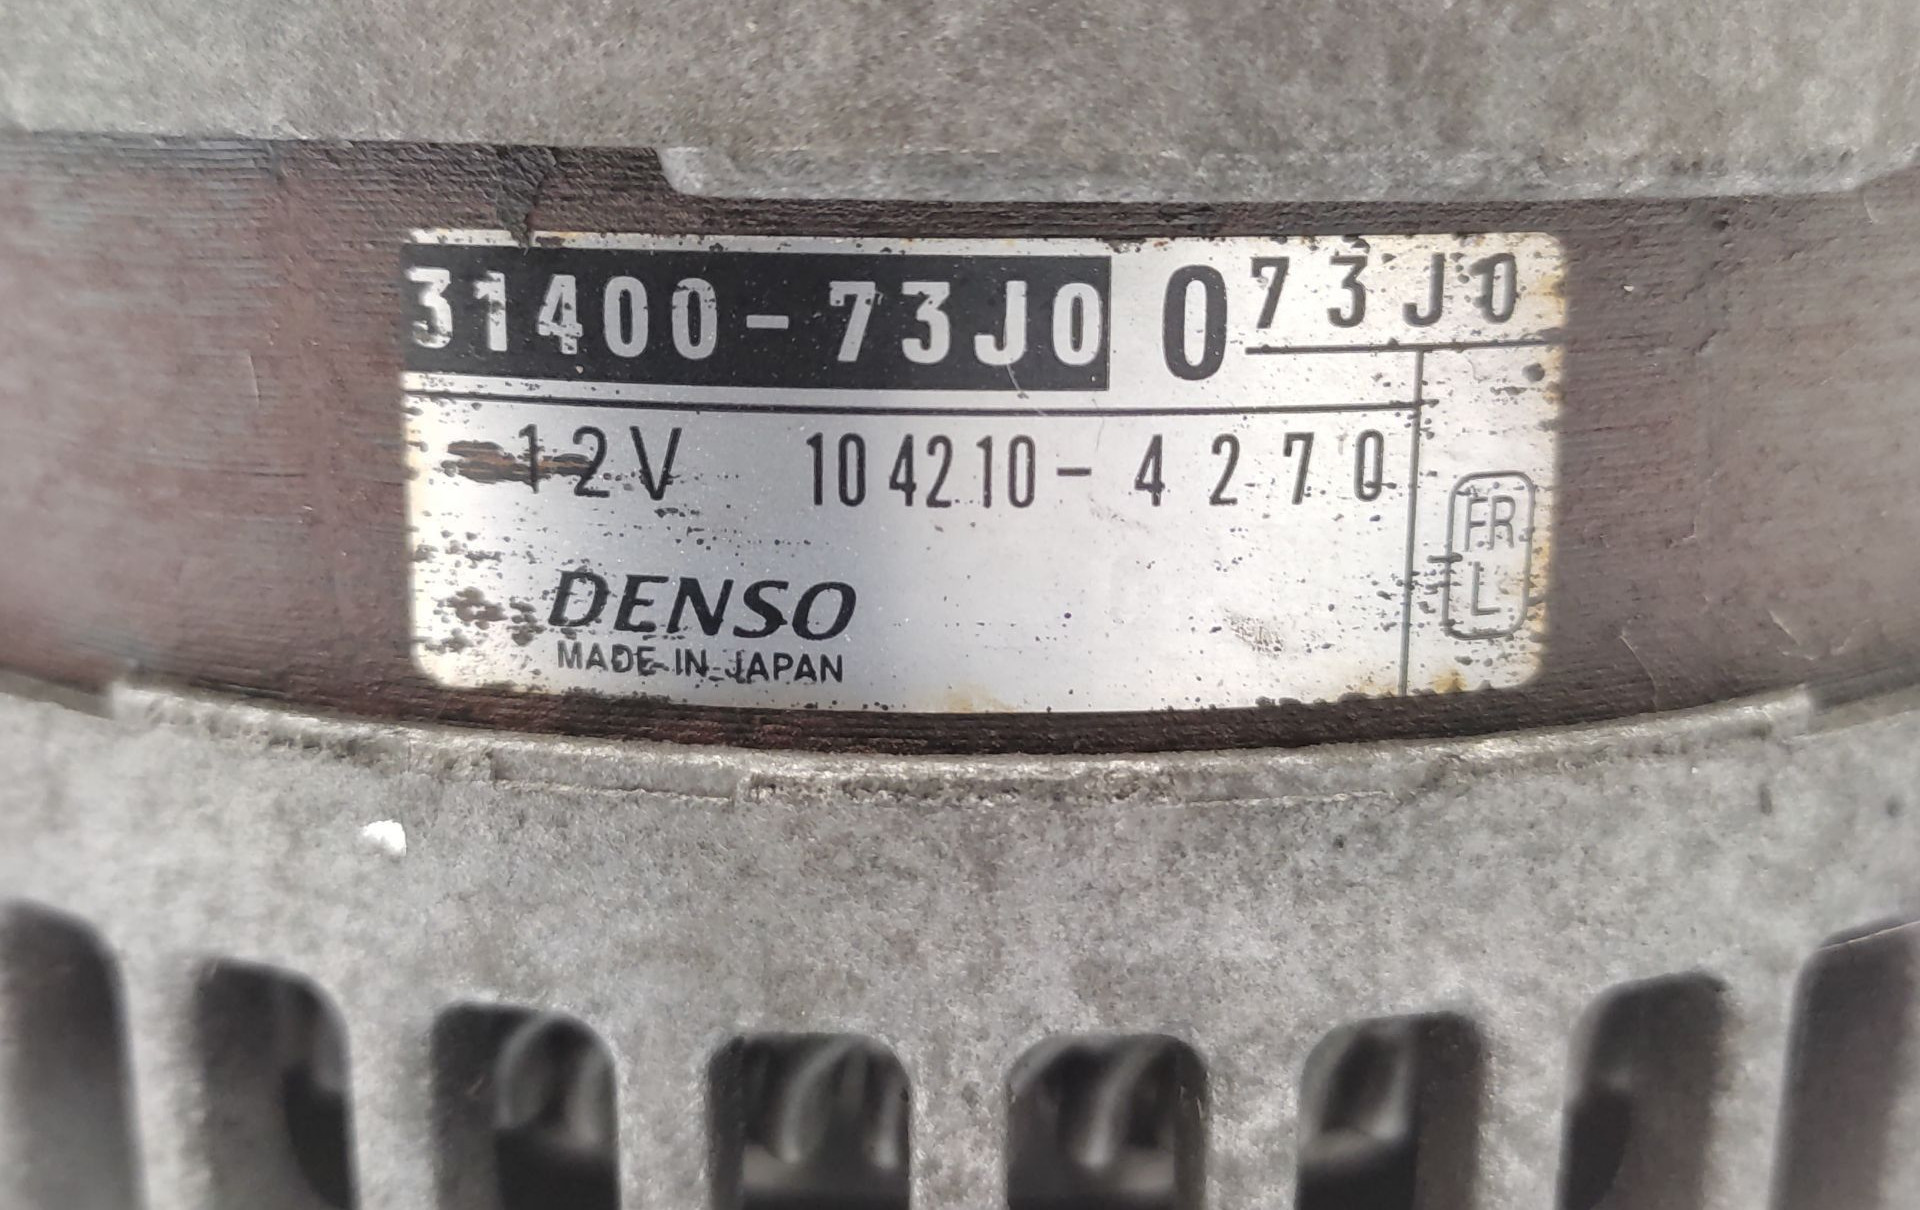 31400-73J0 0 73J0
12V 104210-4270
FR
L
DENSO
MADE IN JAPAN